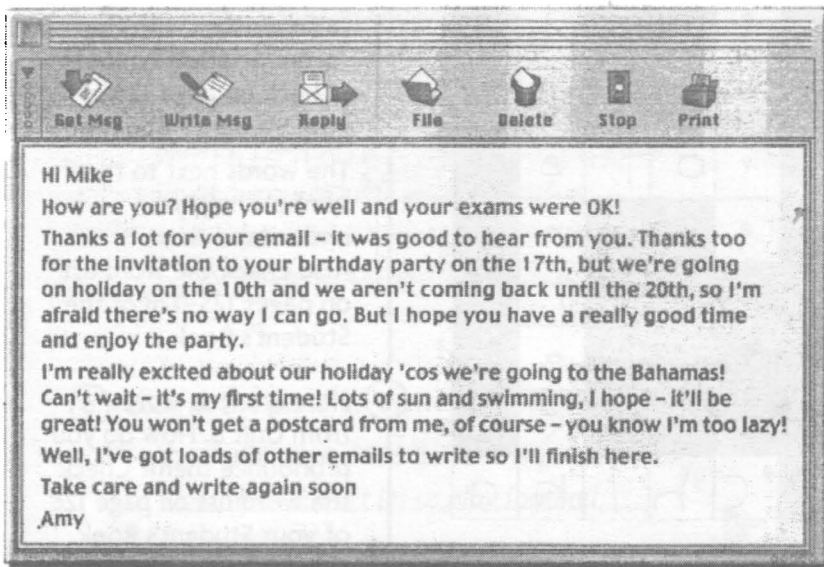 Get Msg Write Msg Reply File Delete Stop Print
Hi Mike
How are you? Hope you're well and your exams were OK!
Thanks a lot for your email – it was good to hear from you. Thanks too
for the invitation to your birthday party on the 17th, but we're going
on holiday on the 10th and we aren't coming back until the 20th, so I'm
afraid there's no way I can go. But I hope you have a really good time
and enjoy the party.
I'm really excited about our holiday 'cos we're going to the Bahamas!
Can't wait – it's my first time! Lots of sun and swimming, I hope – it'll be
great! You won't get a postcard from me, of course – you know I'm too lazy!
Well, I've got loads of other emails to write so I'll finish here.
Take care and write again soon
Amy